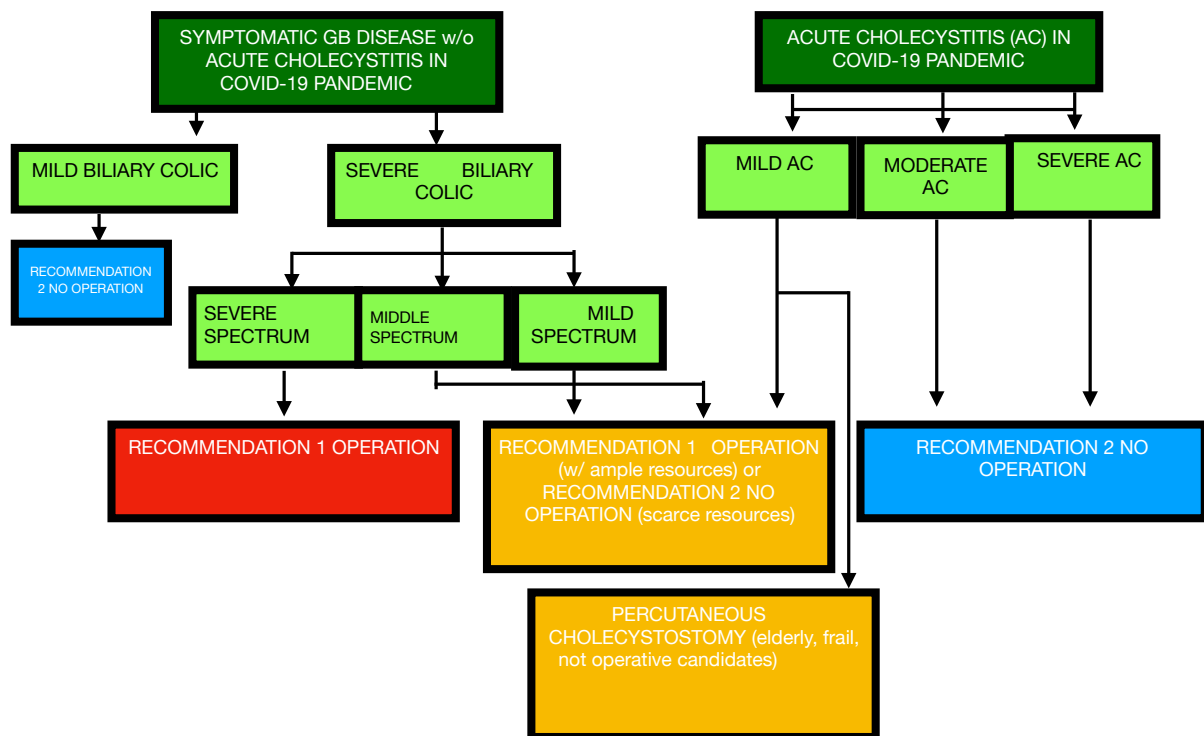 SYMPTOMATIC GB DISEASE w/o
ACUTE CHOLECYSTITIS IN
COVID-19 PANDEMIC
ACUTE CHOLECYSTITIS (AC) IN
COVID-19 PANDEMIC
MILD BILIARY COLIC
SEVERE BILIARY
COLIC
MILD AC
MODERATE
AC
SEVERE AC
RECOMMENDATION
2 NO OPERATION
SEVERE
SPECTRUM
MIDDLE
SPECTRUM
MILD
SPECTRUM
RECOMMENDATION 1 OPERATION
RECOMMENDATION 1 OPERATION
(w/ ample resources) or
RECOMMENDATION 2 NO
OPERATION (scarce resources)
RECOMMENDATION 2 NO
OPERATION
PERCUTANEOUS
CHOLECYSTOSTOMY (elderly, frail,
not operative candidates)